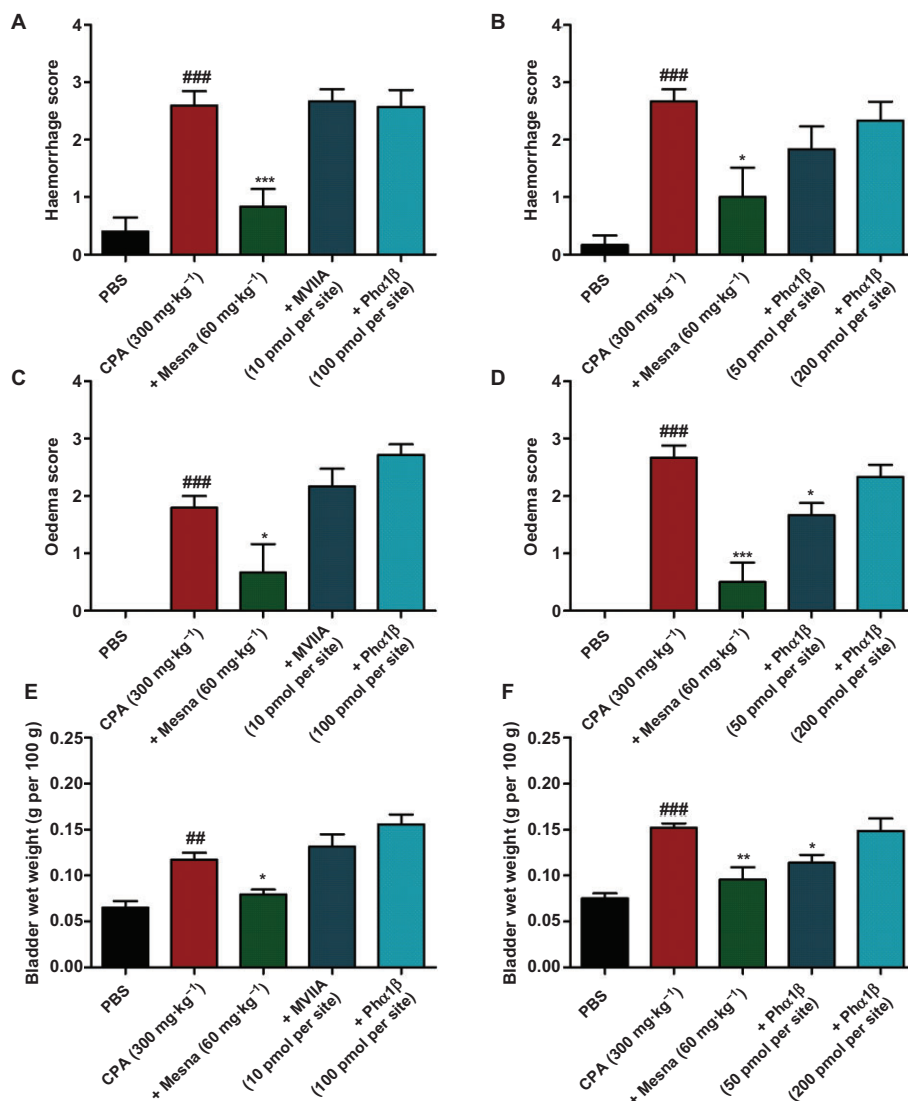 A
Haemorrhage score
4
3
2
1
0
###
***
PBS
CPA (300 mg·kg⁻¹)
+ Mesna (60 mg·kg⁻¹)
+ MVIIA
(10 pmol per site)
+ Phα1β
(100 pmol per site)
B
Haemorrhage score
4
3
2
1
0
###
*
PBS
CPA (300 mg·kg⁻¹)
+ Mesna (60 mg·kg⁻¹)
+ Phα1β
(50 pmol per site)
+ Phα1β
(200 pmol per site)
C
Oedema score
4
3
2
1
0
###
*
PBS
CPA (300 mg·kg⁻¹)
+ Mesna (60 mg·kg⁻¹)
+ MVIIA
(10 pmol per site)
+ Phα1β
(100 pmol per site)
D
Oedema score
4
3
2
1
0
###
***
*
PBS
CPA (300 mg·kg⁻¹)
+ Mesna (60 mg·kg⁻¹)
+ Phα1β
(50 pmol per site)
+ Phα1β
(200 pmol per site)
E
Bladder wet weight (g per 100 g)
0.25
0.20
0.15
0.10
0.05
0.00
##
*
PBS
CPA (300 mg·kg⁻¹)
+ Mesna (60 mg·kg⁻¹)
+ MVIIA
(10 pmol per site)
+ Phα1β
(100 pmol per site)
F
Bladder wet weight (g per 100 g)
0.25
0.20
0.15
0.10
0.05
0.00
###
**
*
PBS
CPA (300 mg·kg⁻¹)
+ Mesna (60 mg·kg⁻¹)
+ Phα1β
(50 pmol per site)
+ Phα1β
(200 pmol per site)